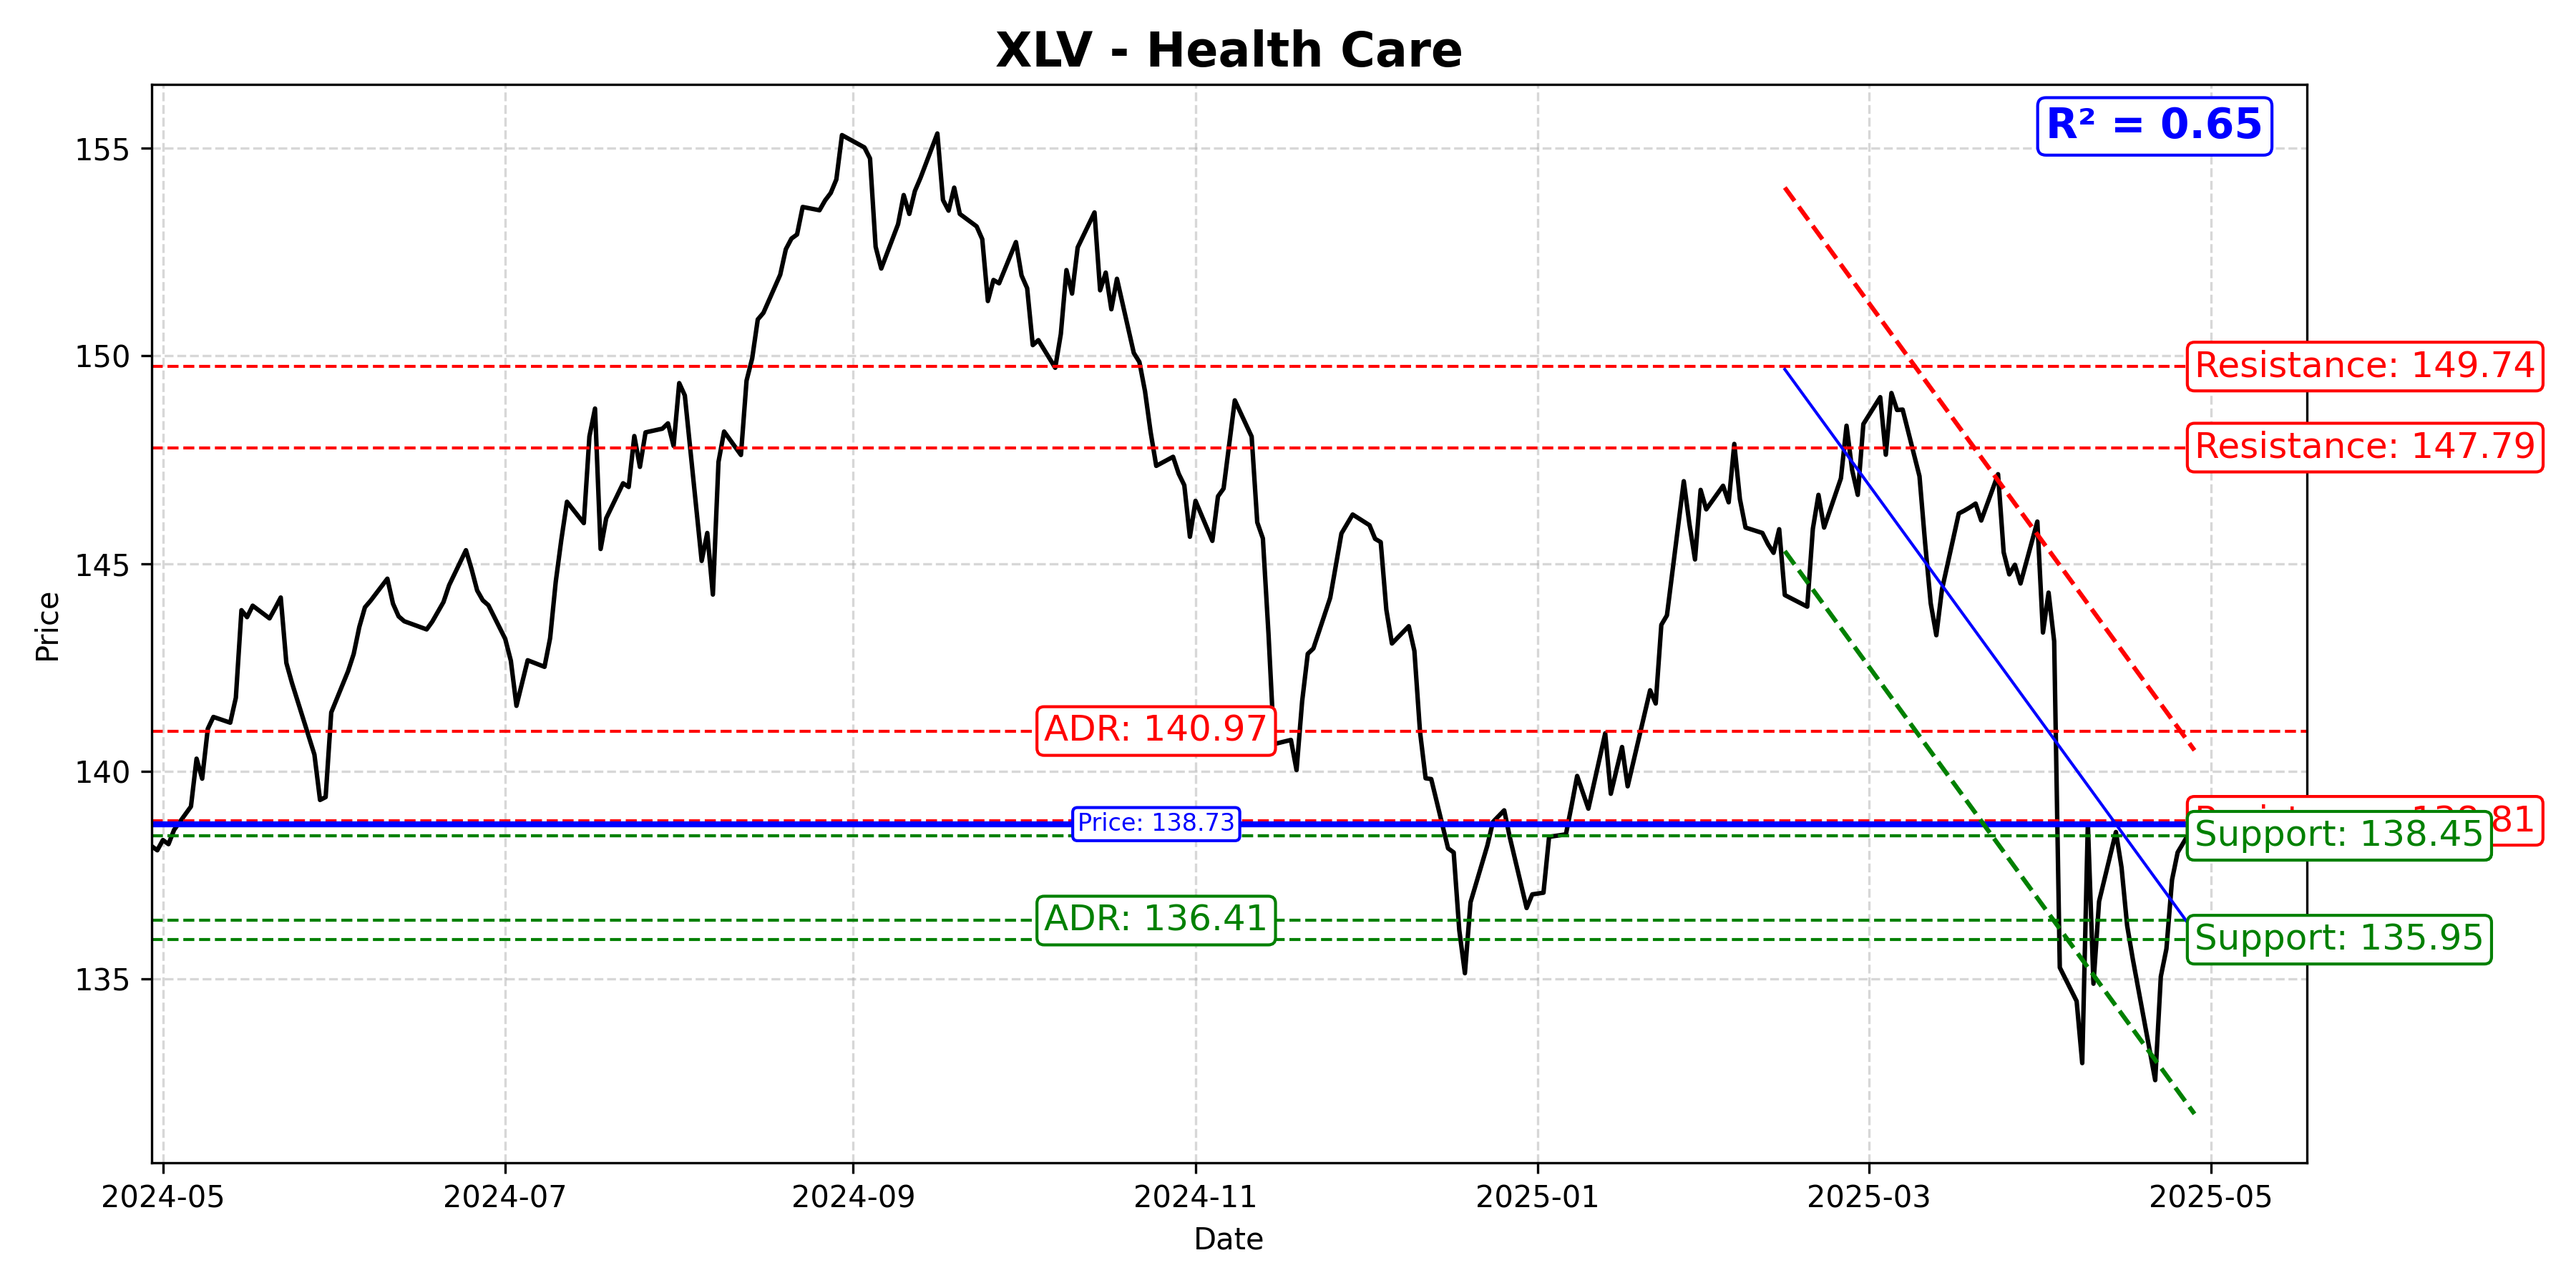 XLV - Health Care
R² = 0.65
155
150
145
140
135
Price
Resistance: 149.74
Resistance: 147.79
ADR: 140.97
81
Price: 138.73
Support: 138.45
ADR: 136.41
Support: 135.95
2024-05
2024-07
2024-09
2024-11
2025-01
2025-03
2025-05
Date